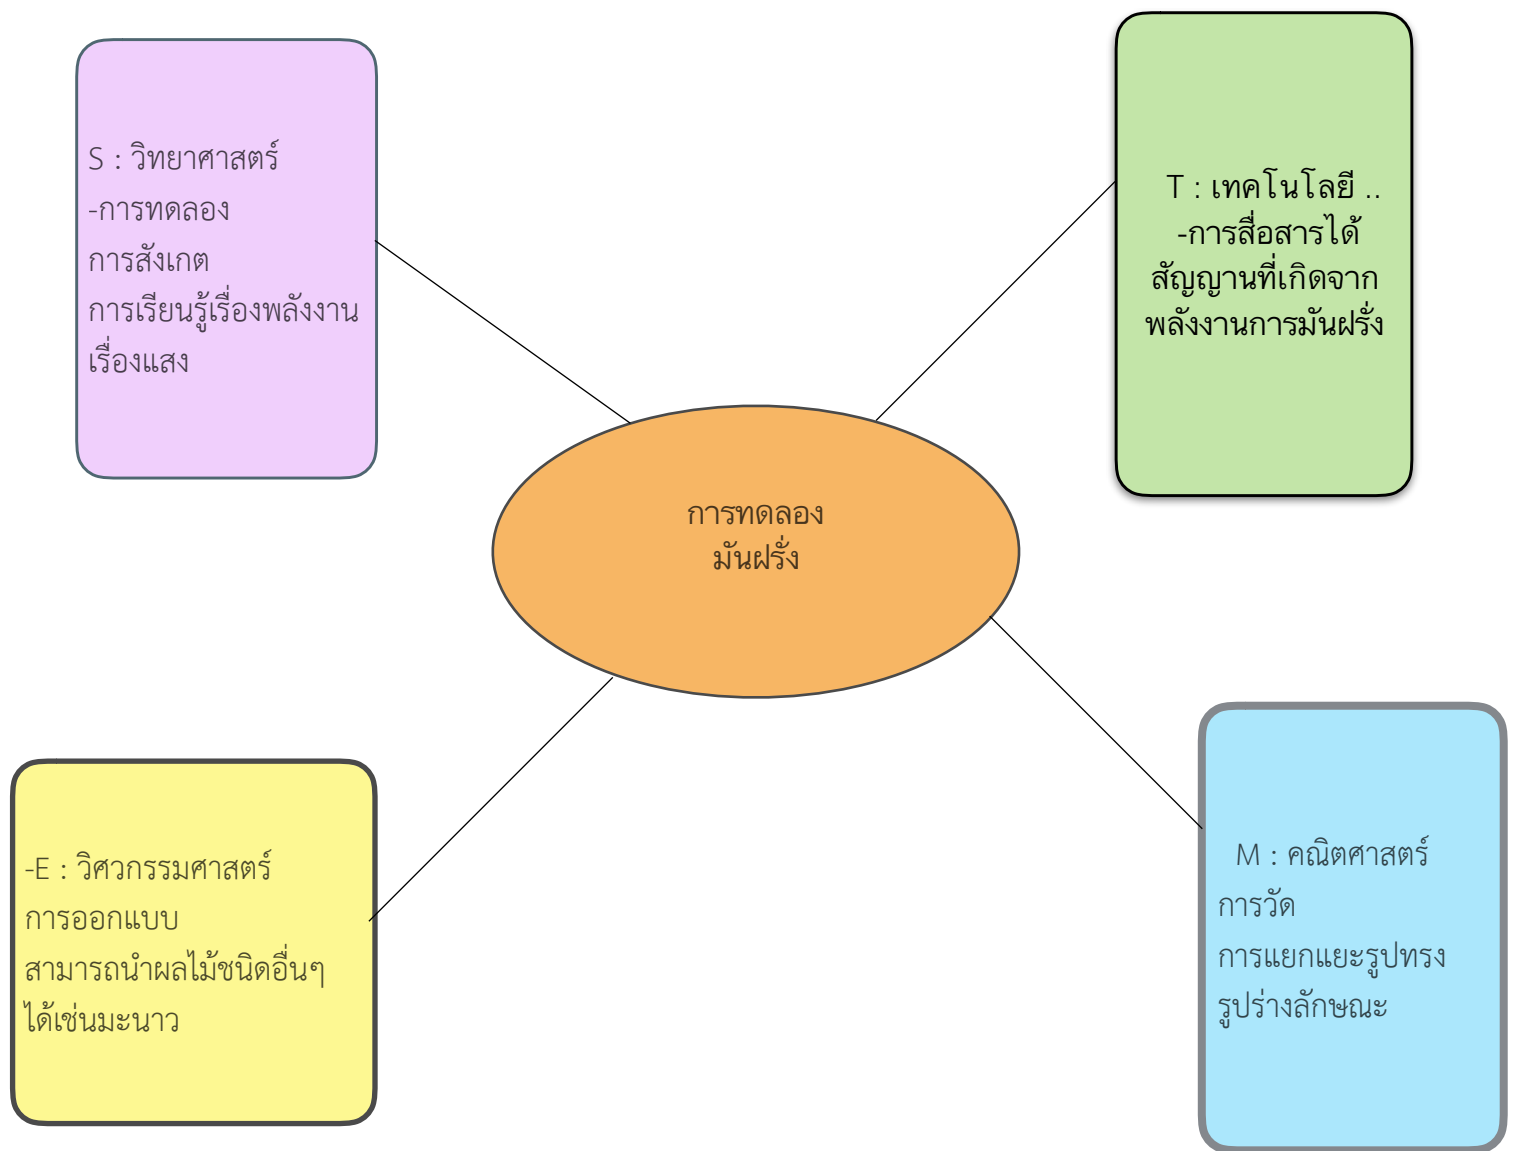 S : วิทยาศาสตร์
-การทดลอง
การสังเกต
การเรียนรู้เรื่องพลังงาน
เรื่องแสง
T : เทคโนโลยี ..
-การสื่อสารได้
สัญญานที่เกิดจาก
พลังงานการมันฝรั่ง
การทดลอง
มันฝรั่ง
-E : วิศวกรรมศาสตร์
การออกแบบ
สามารถนำผลไม้ชนิดอื่นๆ
ได้เช่นมะนาว
M : คณิตศาสตร์
การวัด
การแยกแยะรูปทรง
รูปร่างลักษณะ